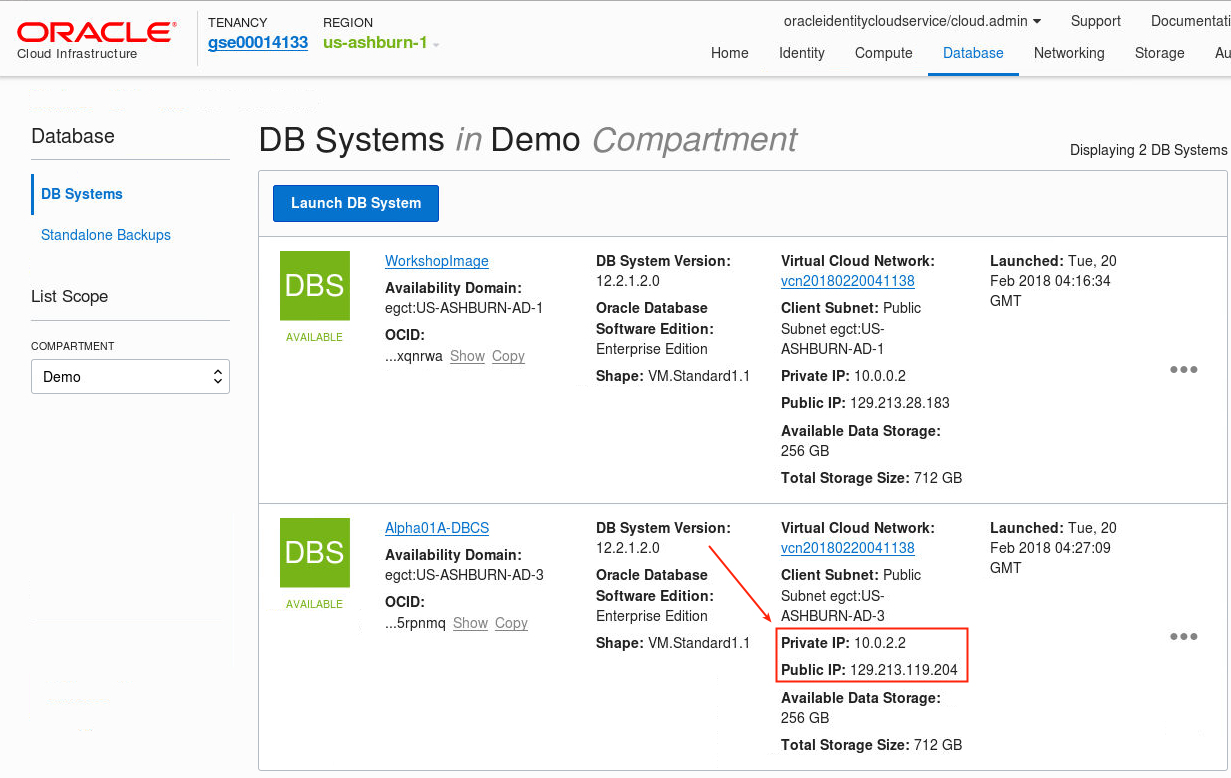 ORACLE®
Cloud Infrastructure
TENANCY
gse00014133
REGION
us-ashburn-1
oracleidentitycloudservice/cloud.admin
Support
Documentati
Home
Identity
Compute
Database
Networking
Storage
Au
Database
DB Systems
Standalone Backups
List Scope
COMPARTMENT
Demo
DB Systems in Demo Compartment
Displaying 2 DB Systems
Launch DB System
DBS
AVAILABLE
WorkshopImage
Availability Domain:
egct:US-ASHBURN-AD-1
OCID:
...xqnrwa Show Copy
DB System Version:
12.2.1.2.0
Oracle Database
Software Edition:
Enterprise Edition
Shape: VM.Standard1.1
Virtual Cloud Network:
vcn20180220041138
Client Subnet: Public
Subnet egct:US-
ASHBURN-AD-1
Private IP: 10.0.0.2
Public IP: 129.213.28.183
Available Data Storage:
256 GB
Total Storage Size: 712 GB
Launched: Tue, 20
Feb 2018 04:16:34
GMT
DBS
AVAILABLE
Alpha01A-DBCS
Availability Domain:
egct:US-ASHBURN-AD-3
OCID:
...5rpnmq Show Copy
DB System Version:
12.2.1.2.0
Oracle Database
Software Edition:
Enterprise Edition
Shape: VM.Standard1.1
Virtual Cloud Network:
vcn20180220041138
Client Subnet: Public
Subnet egct:US-
ASHBURN-AD-3
Private IP: 10.0.2.2
Public IP: 129.213.119.204
Available Data Storage:
256 GB
Total Storage Size: 712 GB
Launched: Tue, 20
Feb 2018 04:27:09
GMT